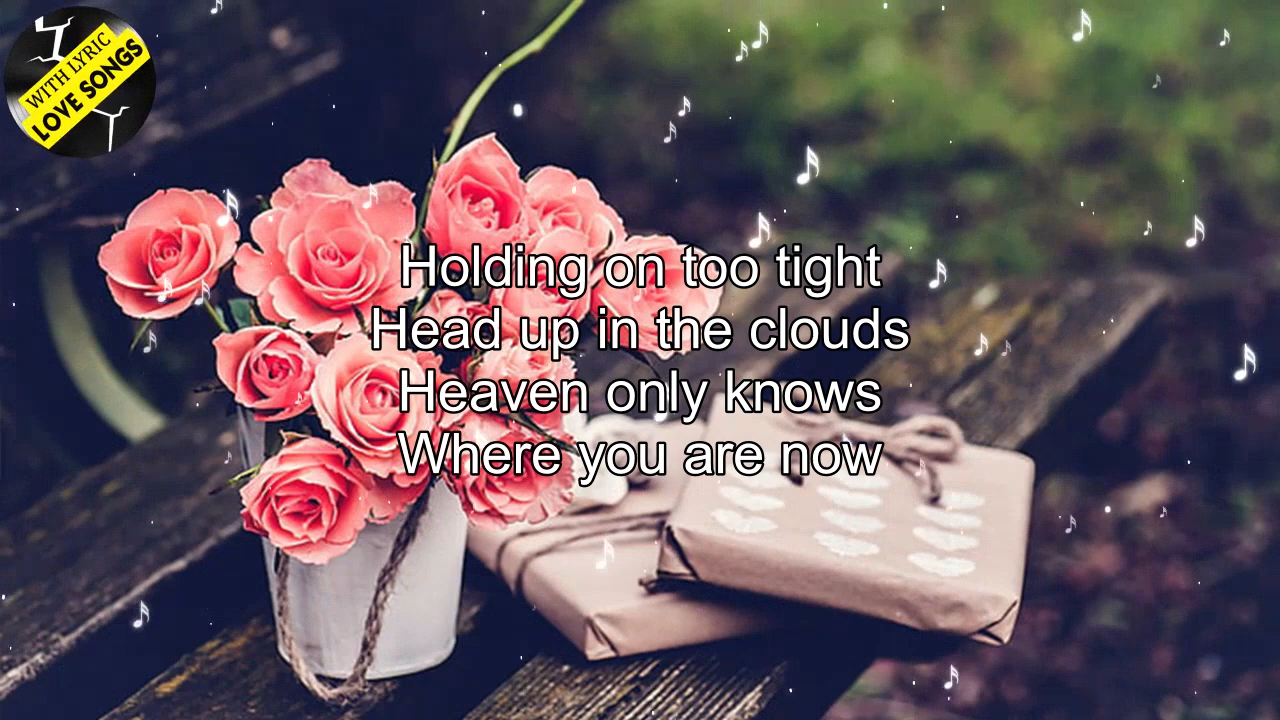 WITH LYRIC
LOVE SONGS
Holding on too tight
Head up in the clouds
Heaven only knows
Where you are now